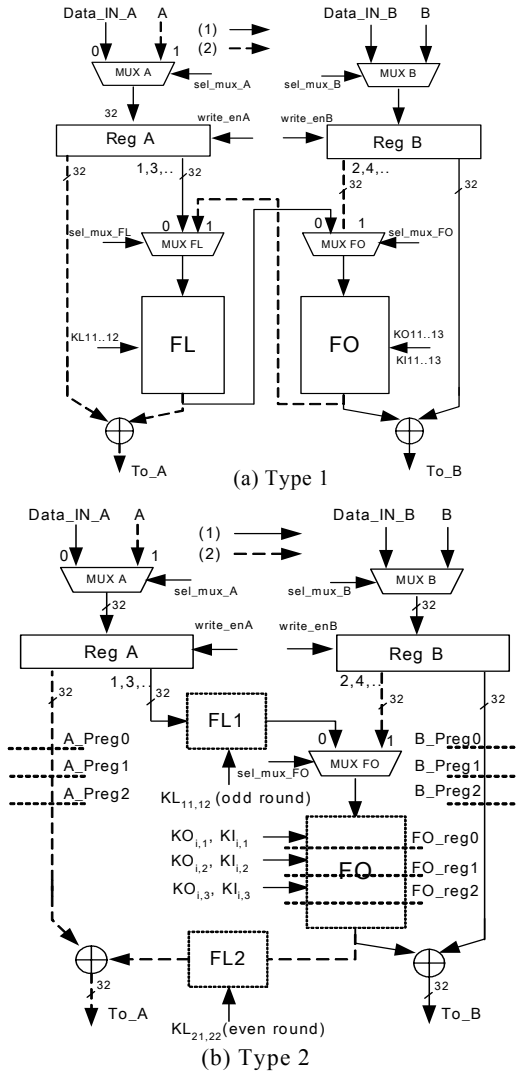 Data_IN_A A (1) Data_IN_B B
0 1 (2)
MUX A sel_mux_A sel_mux_B MUX B
32
write_enA write_enB
Reg A Reg B
32 1,3,.. 32 2,4,.. 32 32
0 1 0 1
sel_mux_FL MUX FL MUX FO sel_mux_FO
KL11..12 FL FO KO11..13
KI11..13
To_A To_B
(a) Type 1
Data_IN_A A (1) Data_IN_B B
0 1 (2)
MUX A sel_mux_A sel_mux_B MUX B
32 32
write_enA write_enB
Reg A Reg B
32 1,3,.. 32 2,4,.. 32 32
FL1
A_Preg0 0 1 B_Preg0
A_Preg1 MUX FO B_Preg1
sel_mux_FO
A_Preg2 B_Preg2
KL11,12(odd round)
KOi,1, KIi,1 FO_reg0
KOi,2, KIi,2 FO FO_reg1
KOi,3, KIi,3 FO_reg2
FL2
32 32
To_A To_B
KL21,22(even round)
(b) Type 2